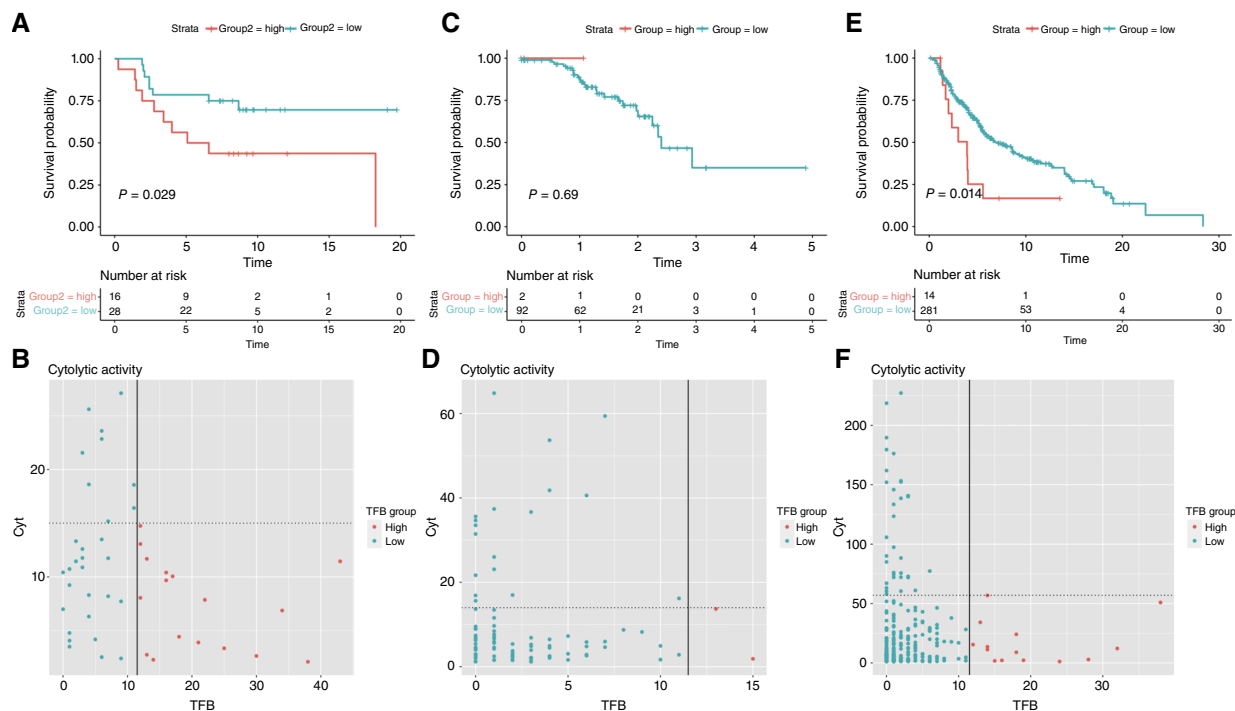 A
Strata Group2 = high Group2 = low
Survival probability
1.00
0.75
0.50
0.25
0.00
P = 0.029
0 5 10 15 20
Time
Number at risk
Strata
Group2 = high 16 9 2 1 0
Group2 = low 28 22 5 2 0
0 5 10 15 20
Time
C
Strata Group = high Group = low
Survival probability
1.00
0.75
0.50
0.25
0.00
P = 0.69
0 1 2 3 4 5
Time
Number at risk
Strata
Group = high 2 1 0 0 0 0
Group = low 92 62 21 3 1 0
0 1 2 3 4 5
Time
E
Strata Group = high Group = low
Survival probability
1.00
0.75
0.50
0.25
0.00
P = 0.014
0 10 20 30
Time
Number at risk
Strata
Group = high 14 1 0 0
Group = low 281 53 4 0
0 10 20 30
Time
B
Cytolytic activity
Cyt
20
10
0 10 20 30 40
TFB
TFB group
High
Low
D
Cytolytic activity
Cyt
60
40
20
0
0 5 10 15
TFB
TFB group
High
Low
F
Cytolytic activity
Cyt
200
150
100
50
0
0 10 20 30
TFB
TFB group
High
Low